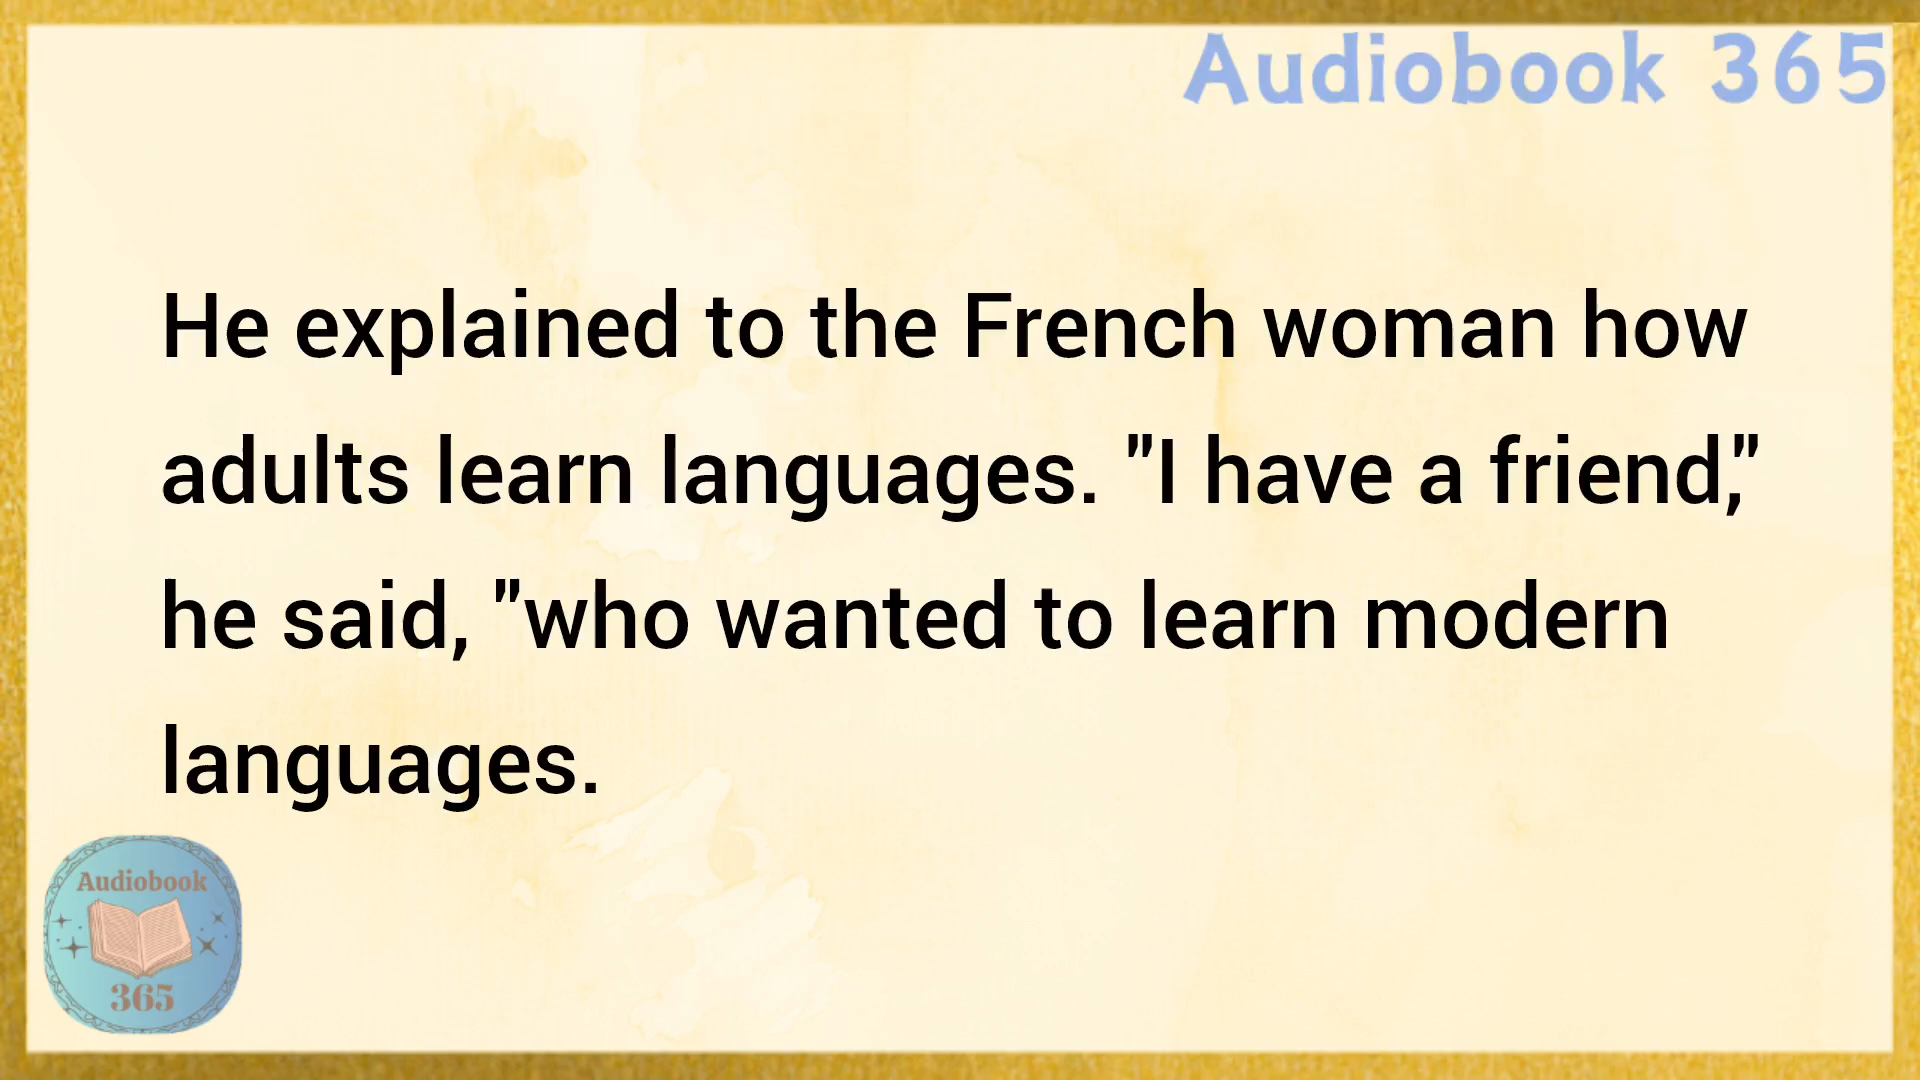 Audiobook 365
He explained to the French woman how
adults learn languages. "I have a friend,"
he said, "who wanted to learn modern
languages.
Audiobook
365